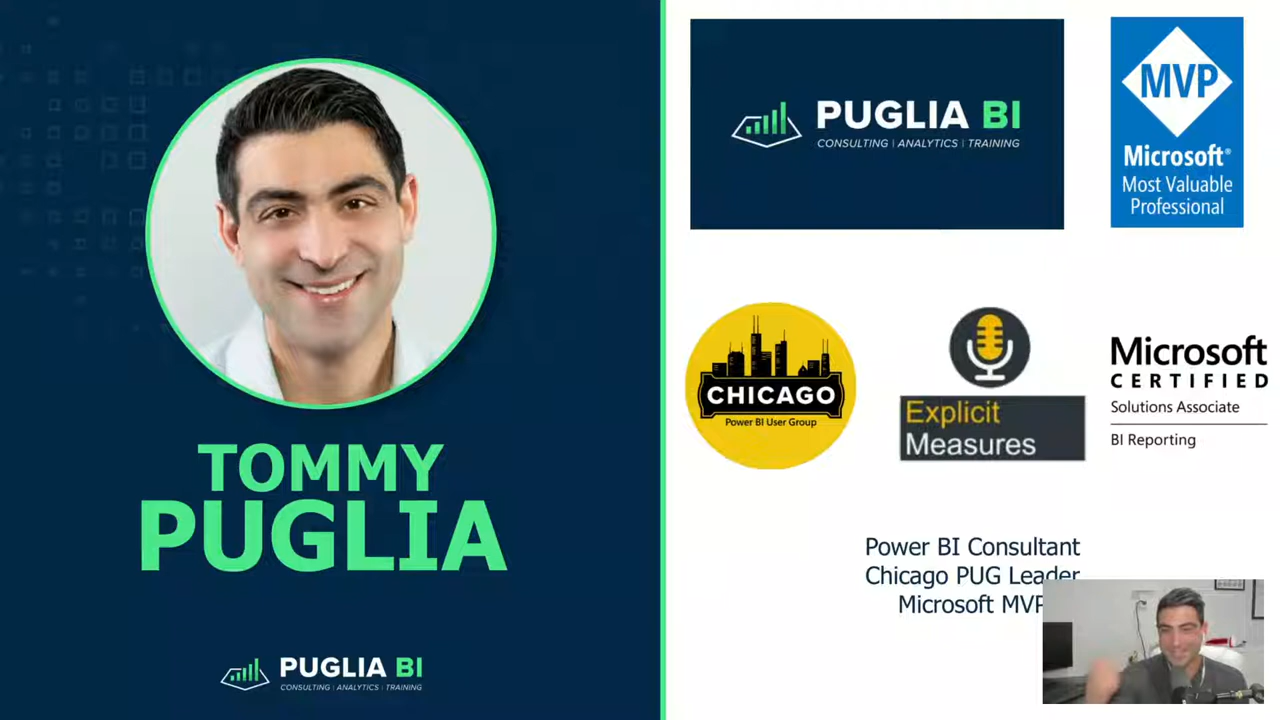 TOMMY
PUGLIA
PUGLIA BI
CONSULTING | ANALYTICS | TRAINING
PUGLIA BI
CONSULTING | ANALYTICS | TRAINING
MVP
Microsoft®
Most Valuable
Professional
CHICAGO
Power BI User Group
Explicit
Measures
Microsoft
CERTIFIED
Solutions Associate
BI Reporting
Power BI Consultant
Chicago PUG Leader
Microsoft MVP